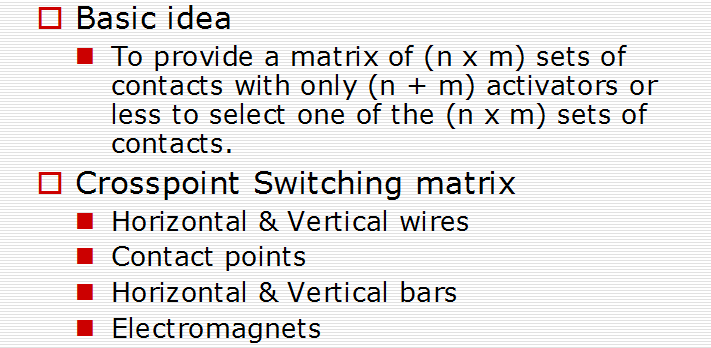 Basic idea
To provide a matrix of (n x m) sets of
contacts with only (n + m) activators or
less to select one of the (n x m) sets of
contacts.
Crosspoint Switching matrix
Horizontal & Vertical wires
Contact points
Horizontal & Vertical bars
Electromagnets